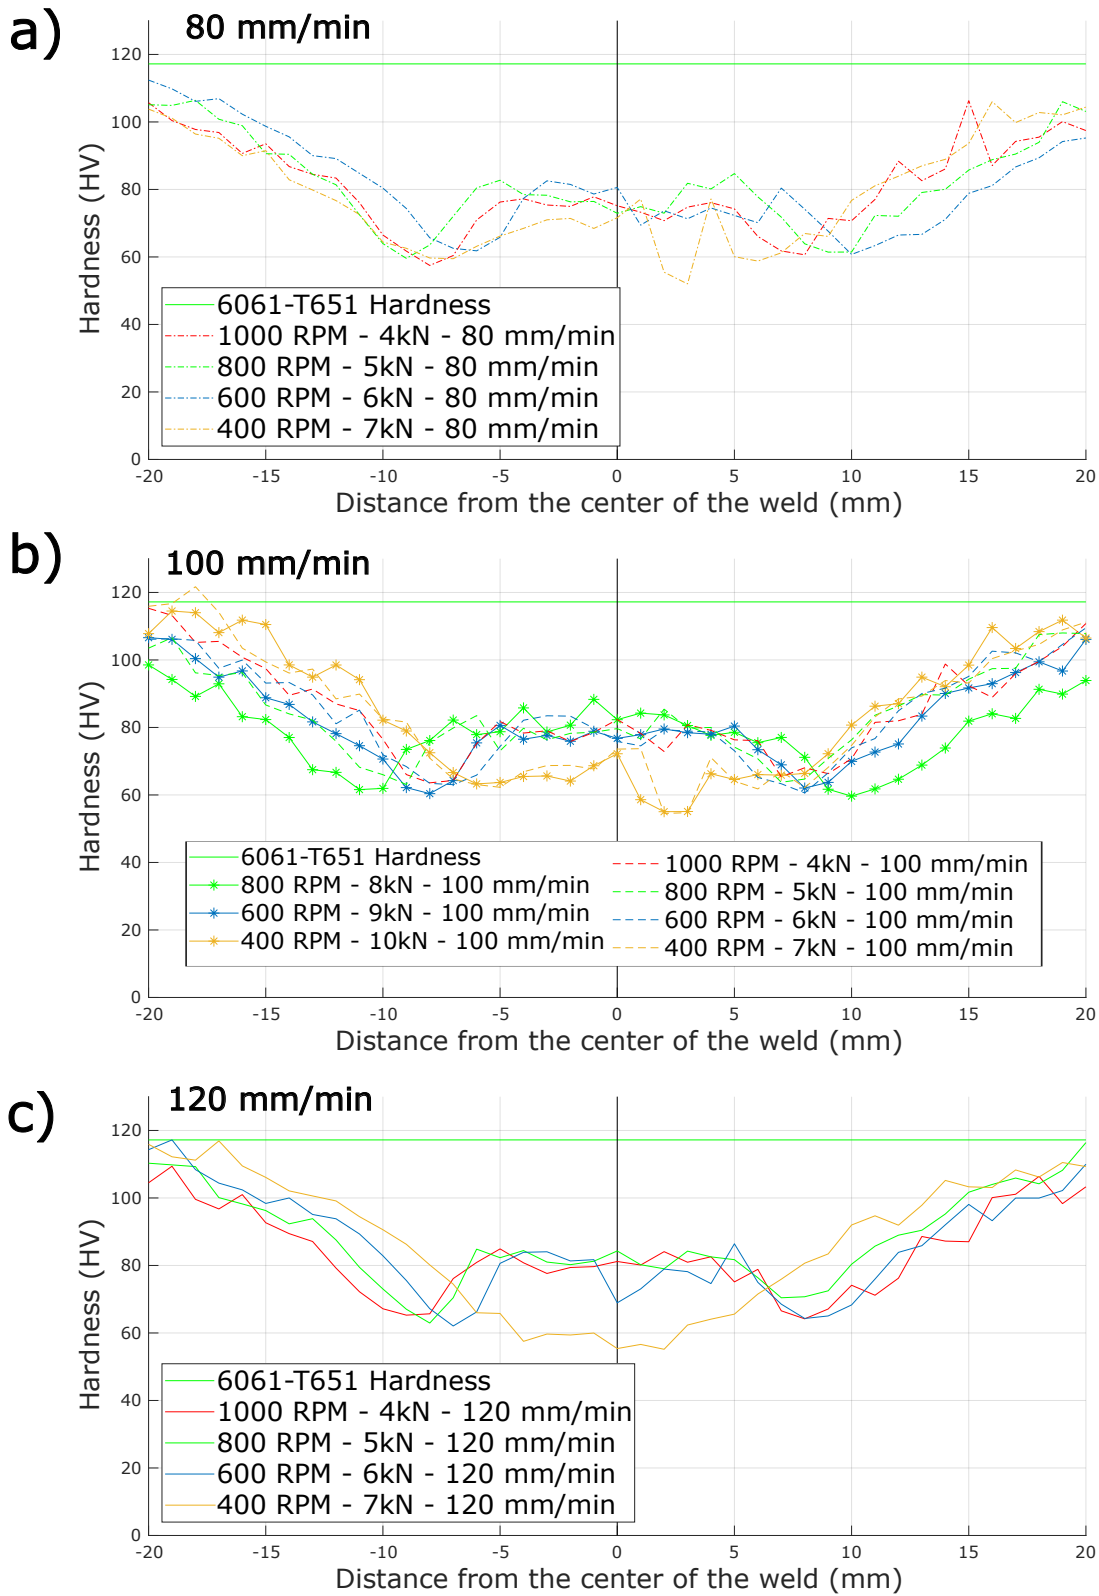 a)
80 mm/min
120
100
80
60
40
20
0
Hardness (HV)
6061-T651 Hardness
1000 RPM - 4kN - 80 mm/min
800 RPM - 5kN - 80 mm/min
600 RPM - 6kN - 80 mm/min
400 RPM - 7kN - 80 mm/min
-20 -15 -10 -5 0 5 10 15 20
Distance from the center of the weld (mm)
b)
100 mm/min
120
100
80
60
40
20
0
Hardness (HV)
6061-T651 Hardness
800 RPM - 8kN - 100 mm/min
600 RPM - 9kN - 100 mm/min
400 RPM - 10kN - 100 mm/min
1000 RPM - 4kN - 100 mm/min
800 RPM - 5kN - 100 mm/min
600 RPM - 6kN - 100 mm/min
400 RPM - 7kN - 100 mm/min
-20 -15 -10 -5 0 5 10 15 20
Distance from the center of the weld (mm)
c)
120 mm/min
120
100
80
60
40
20
0
Hardness (HV)
6061-T651 Hardness
1000 RPM - 4kN - 120 mm/min
800 RPM - 5kN - 120 mm/min
600 RPM - 6kN - 120 mm/min
400 RPM - 7kN - 120 mm/min
-20 -15 -10 -5 0 5 10 15 20
Distance from the center of the weld (mm)